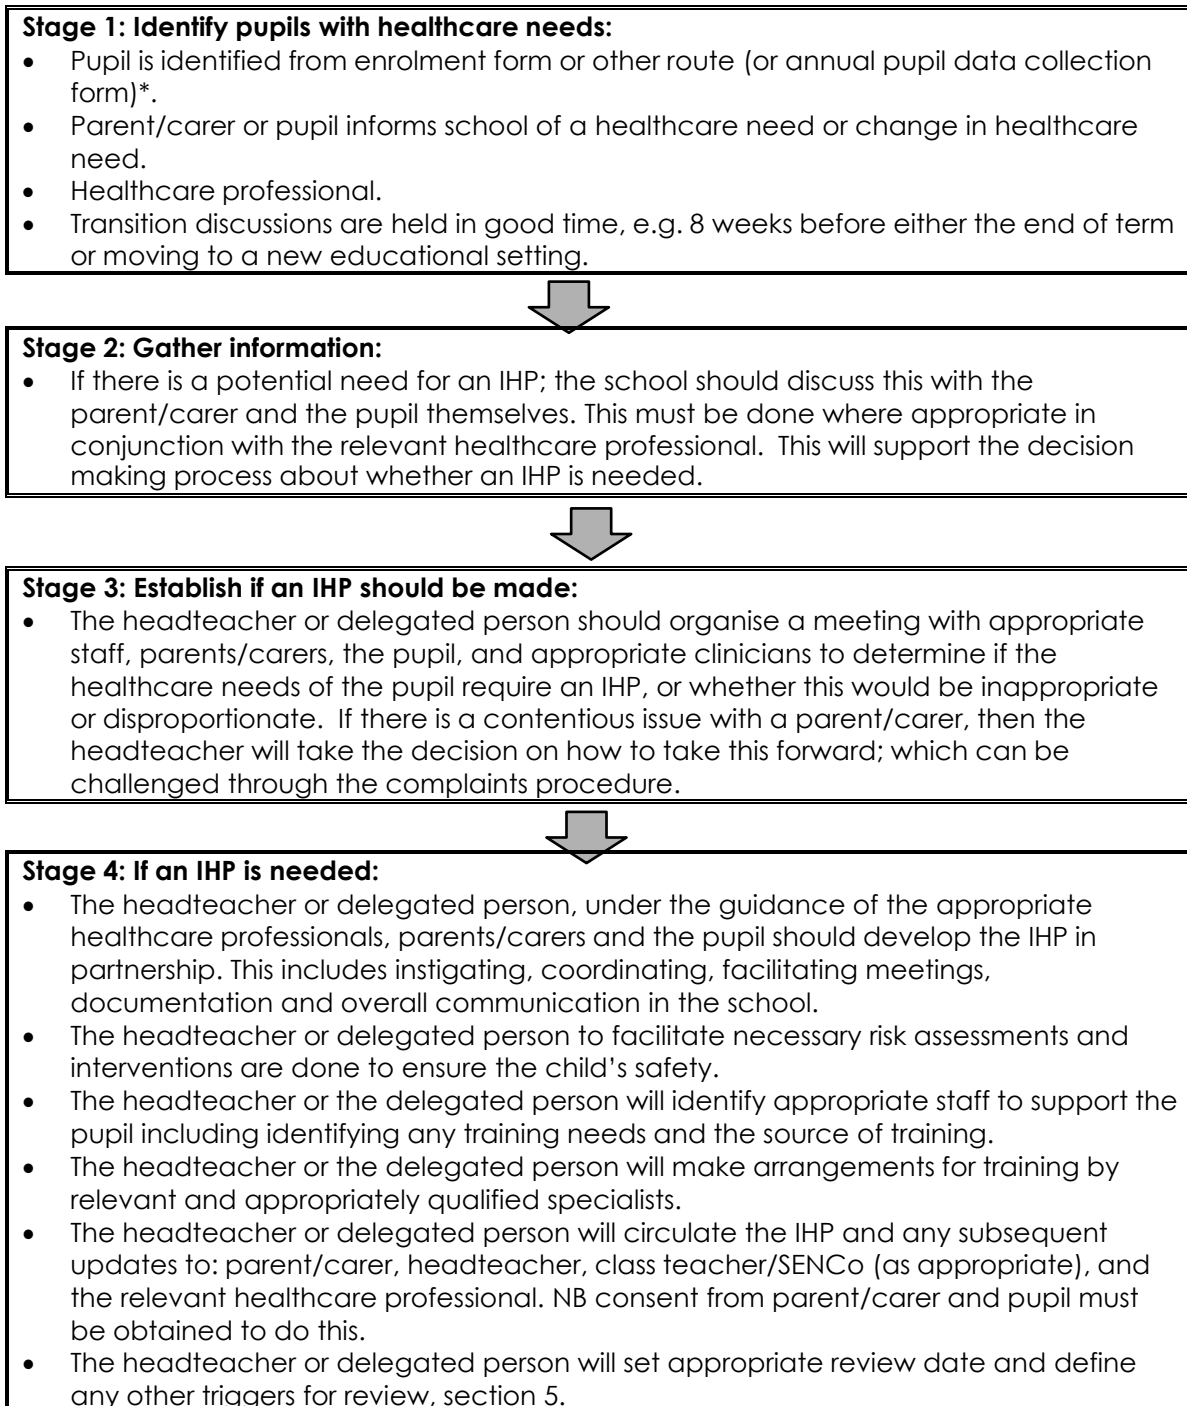 Stage 1: Identify pupils with healthcare needs:
• Pupil is identified from enrolment form or other route (or annual pupil data collection
form)*.
• Parent/carer or pupil informs school of a healthcare need or change in healthcare
need.
• Healthcare professional.
• Transition discussions are held in good time, e.g. 8 weeks before either the end of term
or moving to a new educational setting.
Stage 2: Gather information:
• If there is a potential need for an IHP; the school should discuss this with the
parent/carer and the pupil themselves. This must be done where appropriate in
conjunction with the relevant healthcare professional.  This will support the decision
making process about whether an IHP is needed.
Stage 3: Establish if an IHP should be made:
• The headteacher or delegated person should organise a meeting with appropriate
staff, parents/carers, the pupil, and appropriate clinicians to determine if the
healthcare needs of the pupil require an IHP, or whether this would be inappropriate
or disproportionate.  If there is a contentious issue with a parent/carer, then the
headteacher will take the decision on how to take this forward; which can be
challenged through the complaints procedure.
Stage 4: If an IHP is needed:
• The headteacher or delegated person, under the guidance of the appropriate
healthcare professionals, parents/carers and the pupil should develop the IHP in
partnership. This includes instigating, coordinating, facilitating meetings,
documentation and overall communication in the school.
• The headteacher or delegated person to facilitate necessary risk assessments and
interventions are done to ensure the child’s safety.
• The headteacher or the delegated person will identify appropriate staff to support the
pupil including identifying any training needs and the source of training.
• The headteacher or the delegated person will make arrangements for training by
relevant and appropriately qualified specialists.
• The headteacher or delegated person will circulate the IHP and any subsequent
updates to: parent/carer, headteacher, class teacher/SENCo (as appropriate), and
the relevant healthcare professional. NB consent from parent/carer and pupil must
be obtained to do this.
• The headteacher or delegated person will set appropriate review date and define
any other triggers for review, section 5.